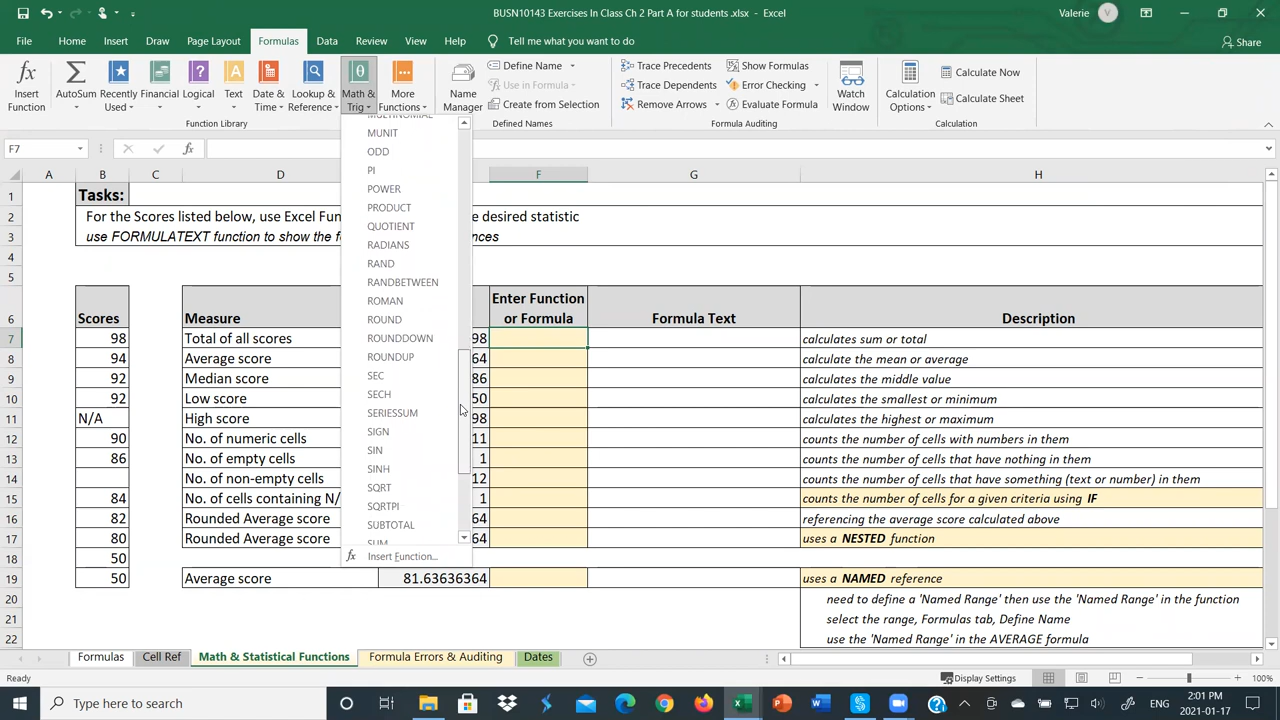 BUSN10143 Exercises In Class Ch 2 Part A for students .xlsx - Excel
Valerie V
File Home Insert Draw Page Layout Formulas Data Review View Help Tell me what you want to do Share
Insert Function
AutoSum
Recently Used
Financial
Logical
Text
Date & Time
Lookup & Reference
Math & Trig
More Functions
Function Library
Name Manager
Define Name
Use in Formula
Create from Selection
Defined Names
Trace Precedents
Trace Dependents
Remove Arrows
Show Formulas
Error Checking
Evaluate Formula
Formula Auditing
Watch Window
Calculation Options
Calculate Now
Calculate Sheet
Calculation
F7 fx
A B C D F G H
1 Tasks:
2 For the Scores listed below, use Excel Fun
e desired statistic
3 use FORMULATEXT function to show the f
nces
4
5
6 Scores Measure Enter Function or Formula Formula Text Description
7 98 Total of all scores 98 calculates sum or total
8 94 Average score 64 calculate the mean or average
9 92 Median score 86 calculates the middle value
10 92 Low score 50 calculates the smallest or minimum
11 N/A High score 98 calculates the highest or maximum
12 90 No. of numeric cells 11 counts the number of cells with numbers in them
13 86 No. of empty cells 1 counts the number of cells that have nothing in them
14 No. of non-empty cells 12 counts the number of cells that have something (text or number) in them
15 84 No. of cells containing N/ 1 counts the number of cells for a given criteria using IF
16 82 Rounded Average score 64 referencing the average score calculated above
17 80 Rounded Average score 64 uses a NESTED function
18 50
19 50 Average score 81.63636364 uses a NAMED reference
20 need to define a 'Named Range' then use the 'Named Range' in the function
21 select the range, Formulas tab, Define Name
22 use the 'Named Range' in the AVERAGE formula
MULTINOMIAL
MUNIT
ODD
PI
POWER
PRODUCT
QUOTIENT
RADIANS
RAND
RANDBETWEEN
ROMAN
ROUND
ROUNDDOWN
ROUNDUP
SEC
SECH
SERIESSUM
SIGN
SIN
SINH
SQRT
SQRTPI
SUBTOTAL
SUM
fx Insert Function...
Formulas Cell Ref Math & Statistical Functions Formula Errors & Auditing Dates
Ready Display Settings 100%
Type here to search
2:01 PM
2021-01-17